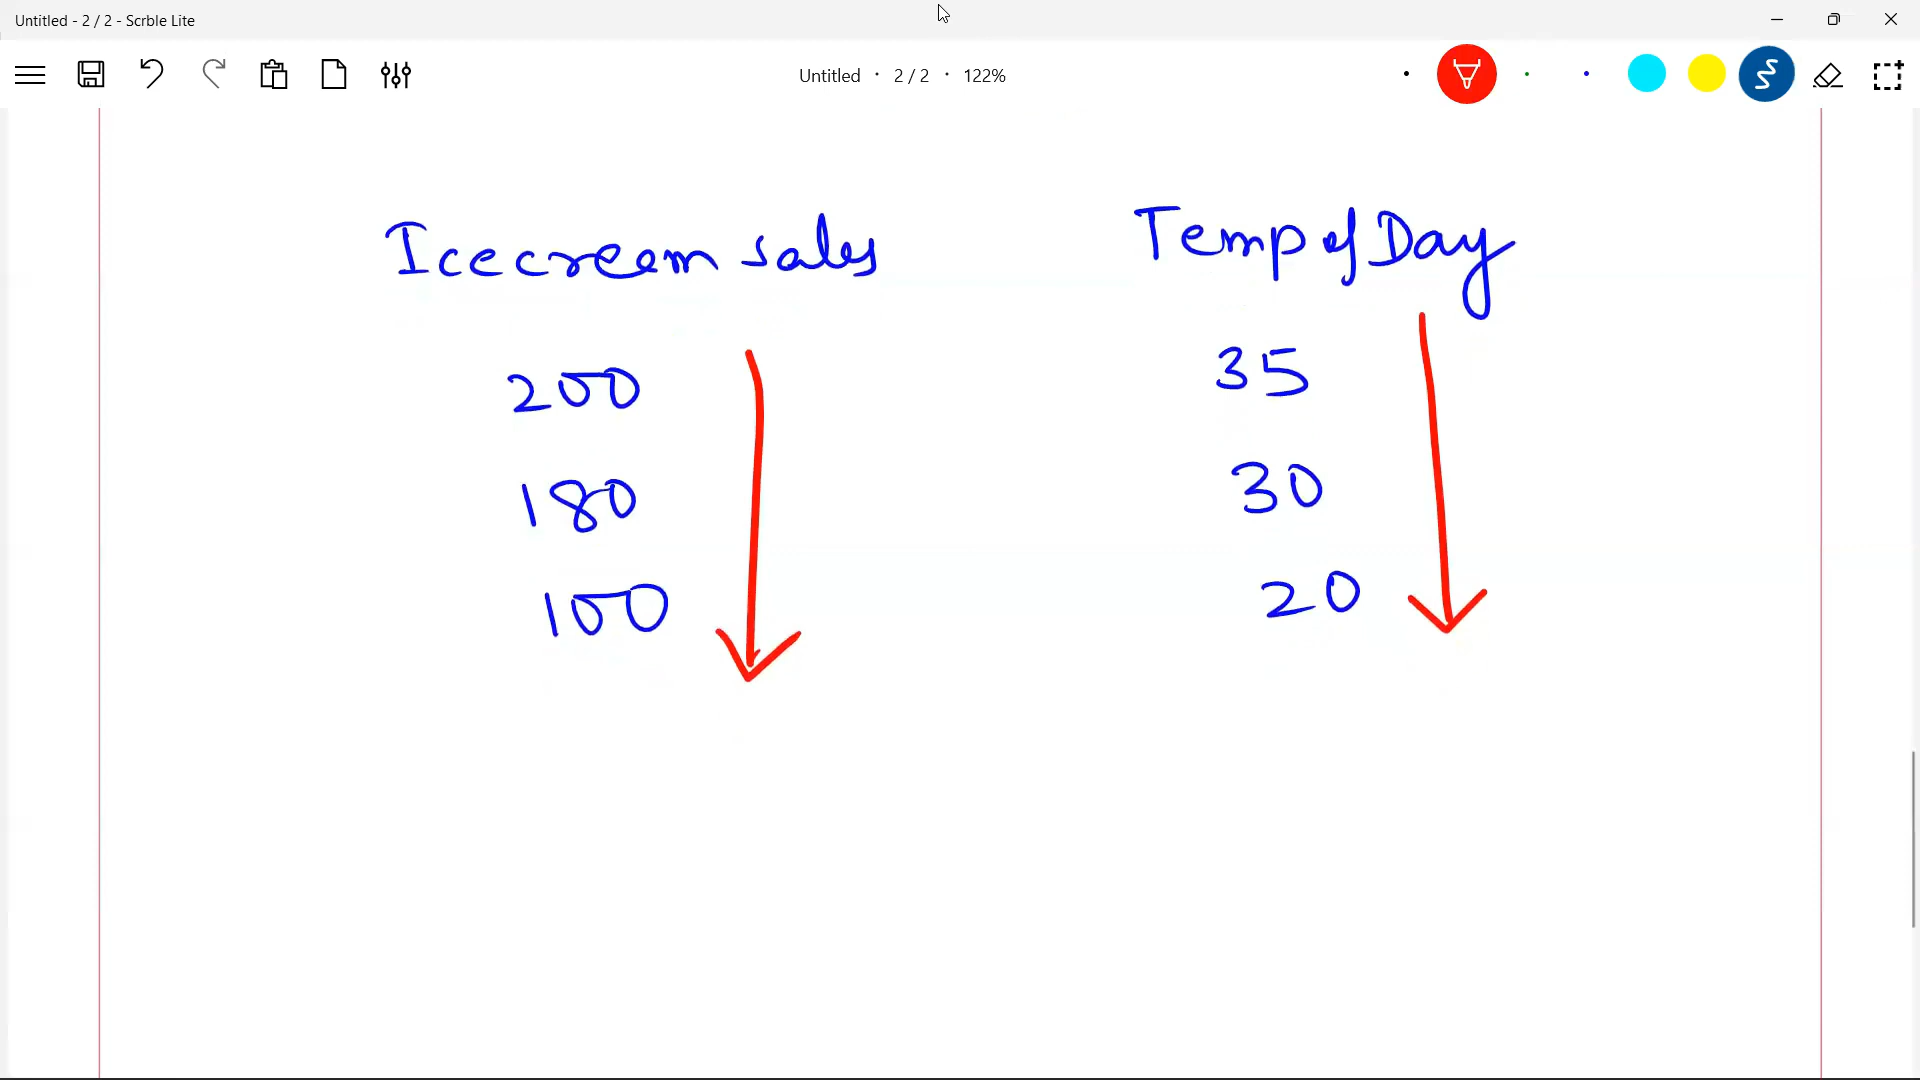 Untitled - 2 / 2 - Scrble Lite
Untitled · 2 / 2 · 122%
Icecreem sales Temp of Day
200 35
180 30
100 20